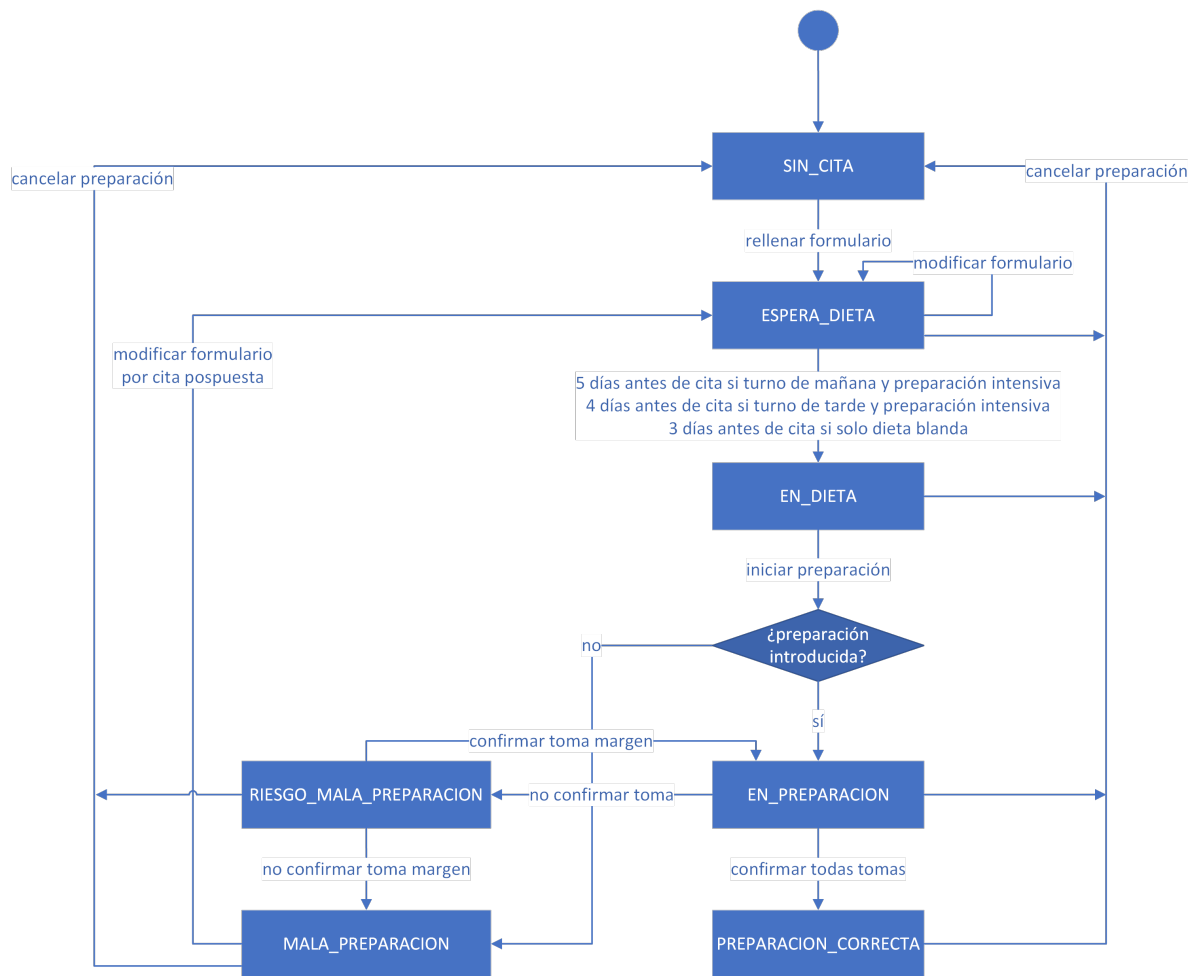 SIN_CITA
cancelar preparación
cancelar preparación
rellenar formulario
modificar formulario
ESPERA_DIETA
modificar formulario
por cita pospuesta
5 días antes de cita si turno de mañana y preparación intensiva
4 días antes de cita si turno de tarde y preparación intensiva
3 días antes de cita si solo dieta blanda
EN_DIETA
iniciar preparación
¿preparación
introducida?
no
sí
confirmar toma margen
RIESGO_MALA_PREPARACION
no confirmar toma
EN_PREPARACION
no confirmar toma margen
confirmar todas tomas
MALA_PREPARACION
PREPARACION_CORRECTA